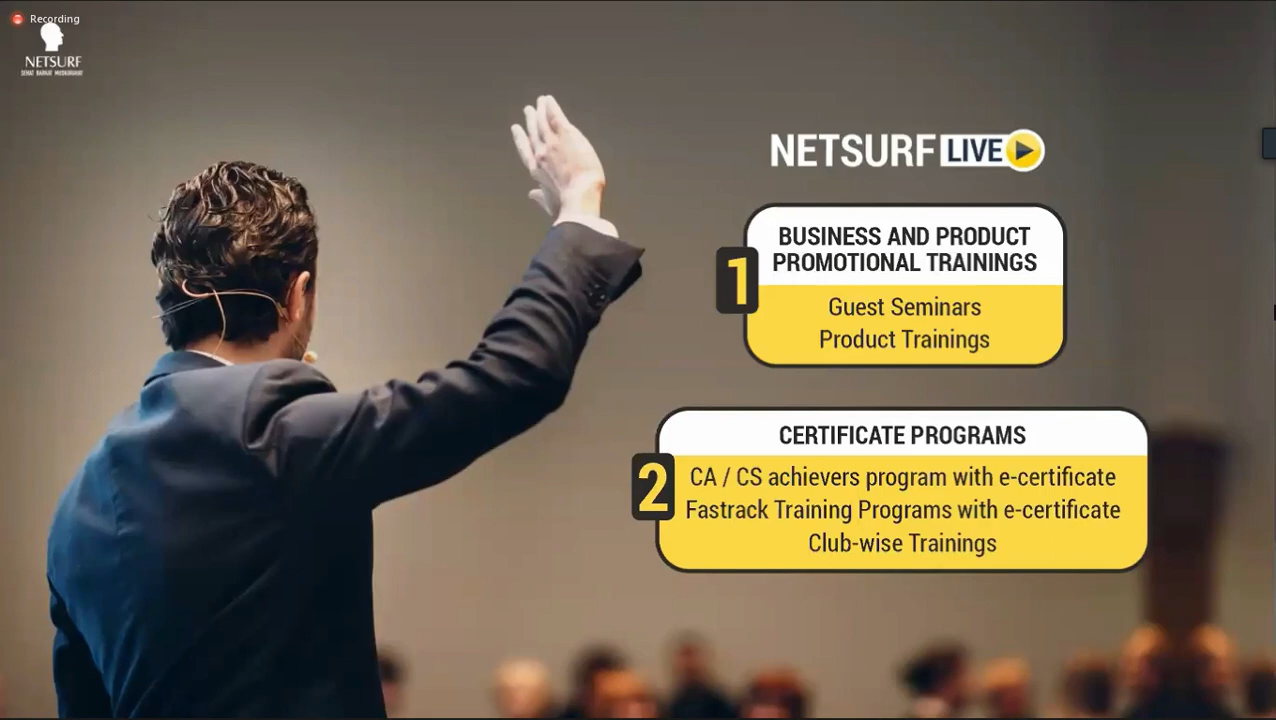 Recording
NETSURF
NETSURF LIVE
BUSINESS AND PRODUCT
PROMOTIONAL TRAININGS
1
Guest Seminars
Product Trainings
CERTIFICATE PROGRAMS
2
CA / CS achievers program with e-certificate
Fastrack Training Programs with e-certificate
Club-wise Trainings